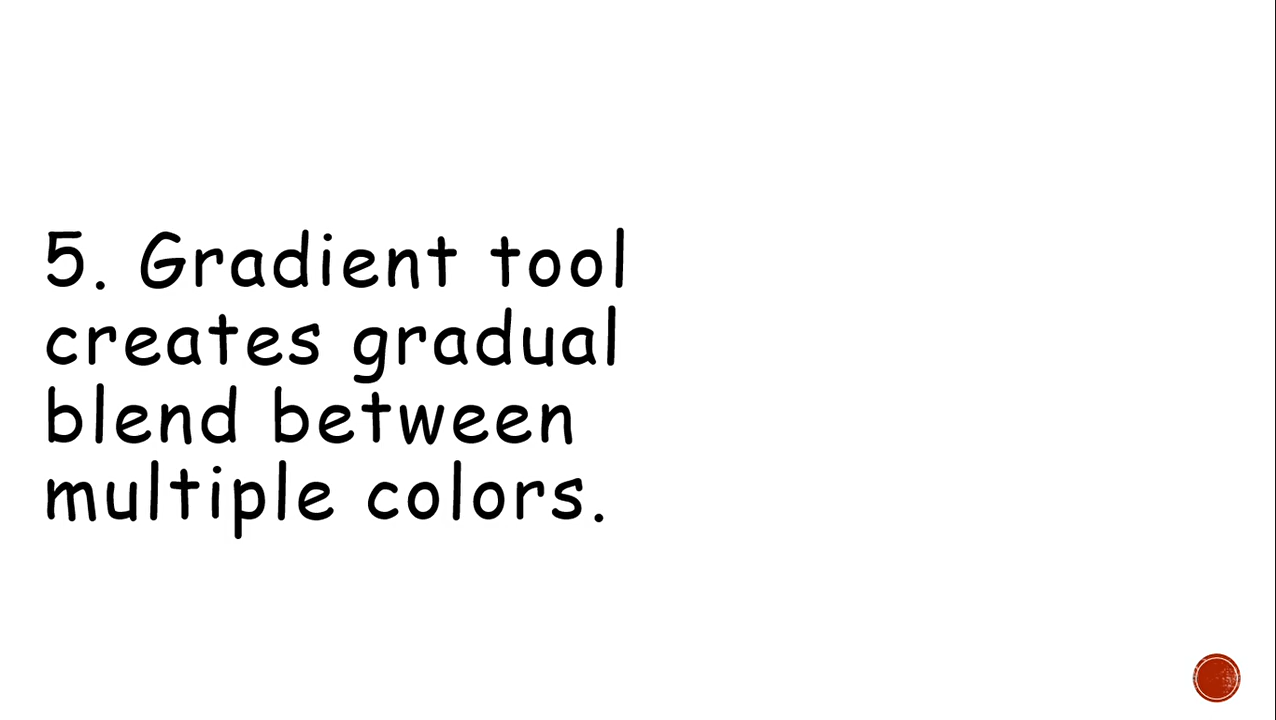 5. Gradient tool
creates gradual
blend between
multiple colors.